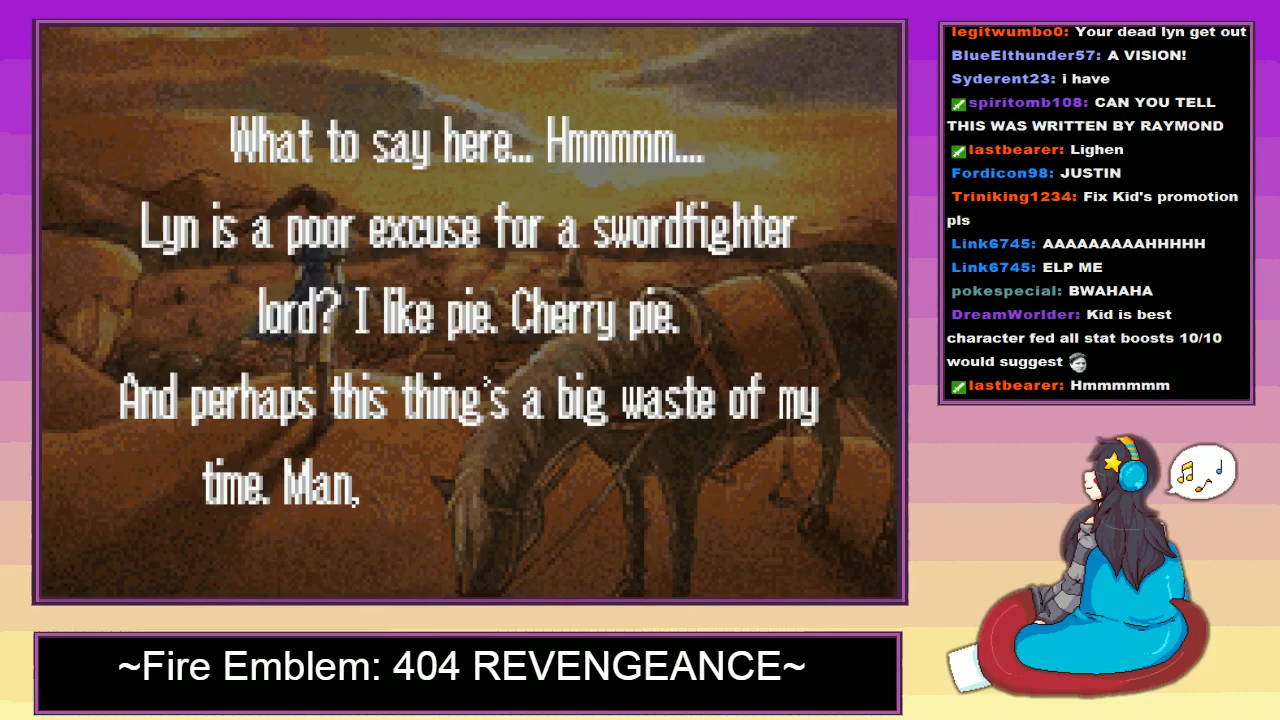 What to say here... Hmmmmm....
Lyn is a poor excuse for a swordfighter
lord? I like pie. Cherry pie.
And perhaps this thing's a big waste of my
time. Man,
~Fire Emblem: 404 REVENGEANCE~
legitwumbo0: Your dead lyn get out
BlueElthunder57: A VISION!
Syderent23: i have
spiritomb108: CAN YOU TELL
THIS WAS WRITTEN BY RAYMOND
lastbearer: Lighen
Fordicon98: JUSTIN
Triniking1234: Fix Kid's promotion
pls
Link6745: AAAAAAAAAHHHHH
Link6745: ELP ME
pokespecial: BWAHAHA
DreamWorlder: Kid is best
character fed all stat boosts 10/10
would suggest
lastbearer: Hmmmmmm